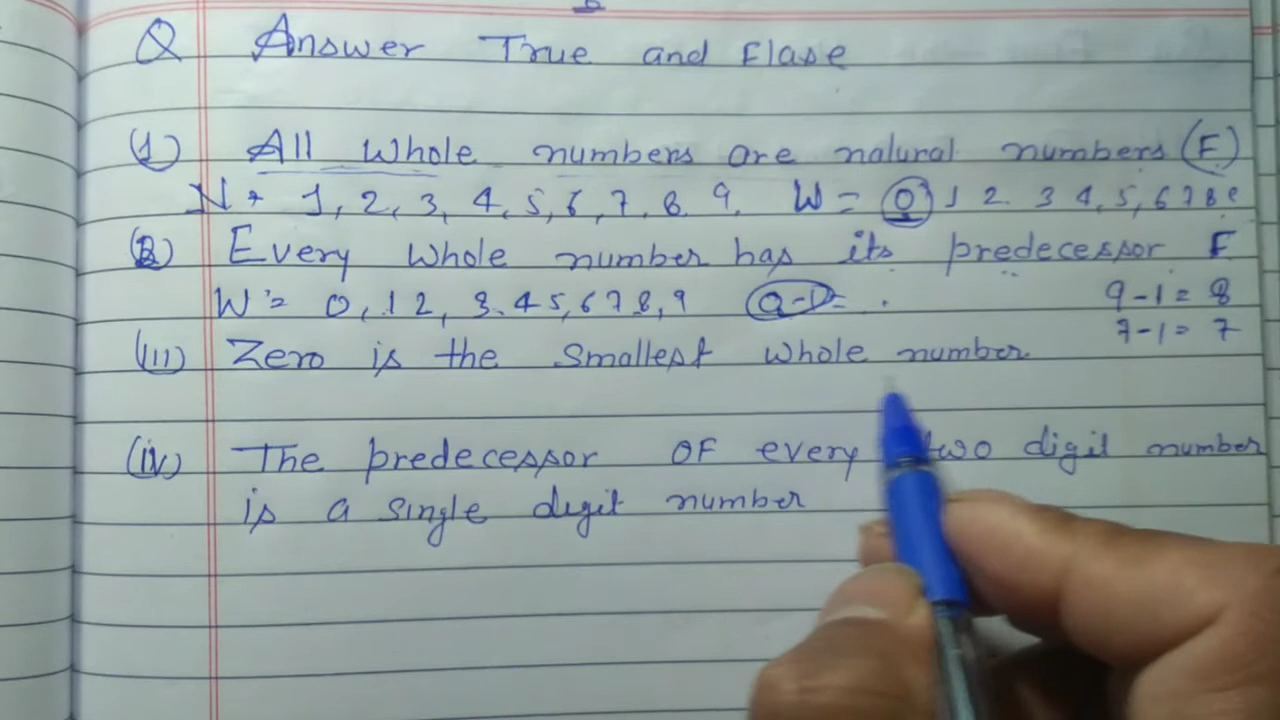 Q Answer True and Flase
(1) All Whole numbers are natural numbers (F)
N = 1, 2, 3, 4, 5, 6, 7, 8, 9. W = 0 1 2. 3 4, 5, 6 7 8 9
(2) Every Whole number has its predecessor F
W = 0, 1 2, 3. 4 5, 6 7 8, 9 0-1= . 9-1=8
7-1= 7
(III) Zero is the Smallest Whole number
(iv) The predecessor OF every two digit number
is a single digit number